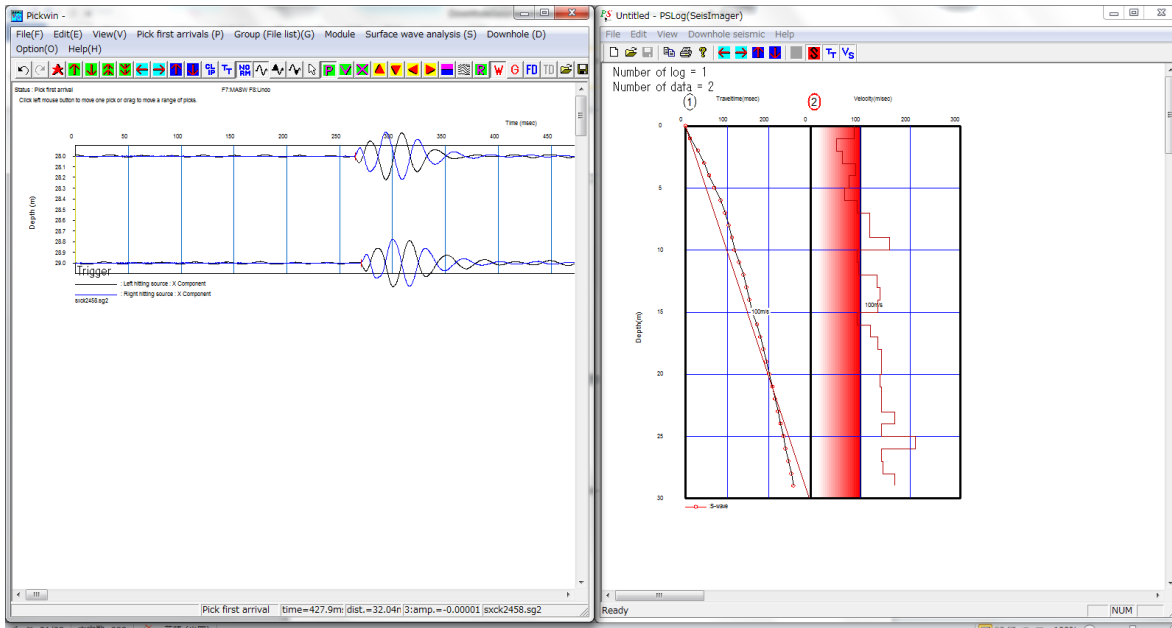 Pickwin -
File(F) Edit(E) View(V) Pick first arrivals (P) Group (File list)(G) Module Surface wave analysis (S) Downhole (D)
Option(O) Help(H)
Status : Pick first arrival F7:MASW F8:Undo
Click left mouse button to move one pick or drag to move a range of picks.
Time (msec)
0 50 100 150 200 250 300 350 400 450
28.0
28.1
28.2
28.3
28.4
28.5
28.6
28.7
28.8
28.9
29.0
Depth (m)
Trigger
: Left hitting source : X Component
: Right hitting source : X Component
sxck2458.sg2
Pick first arrival time=427.9m dist.=32.04m 3:amp.=-0.00001 sxck2458.sg2
Untitled - PSLog(SeisImager)
File Edit View Downhole seismic Help
Number of log = 1
Number of data = 2
1 Traveltime(msec) 2 Velocity(m/sec)
0 100 200 0 100 200 300
0
5
10
15
20
25
30
Depth(m)
100m/s
100m/s
:S-wave
Ready NUM